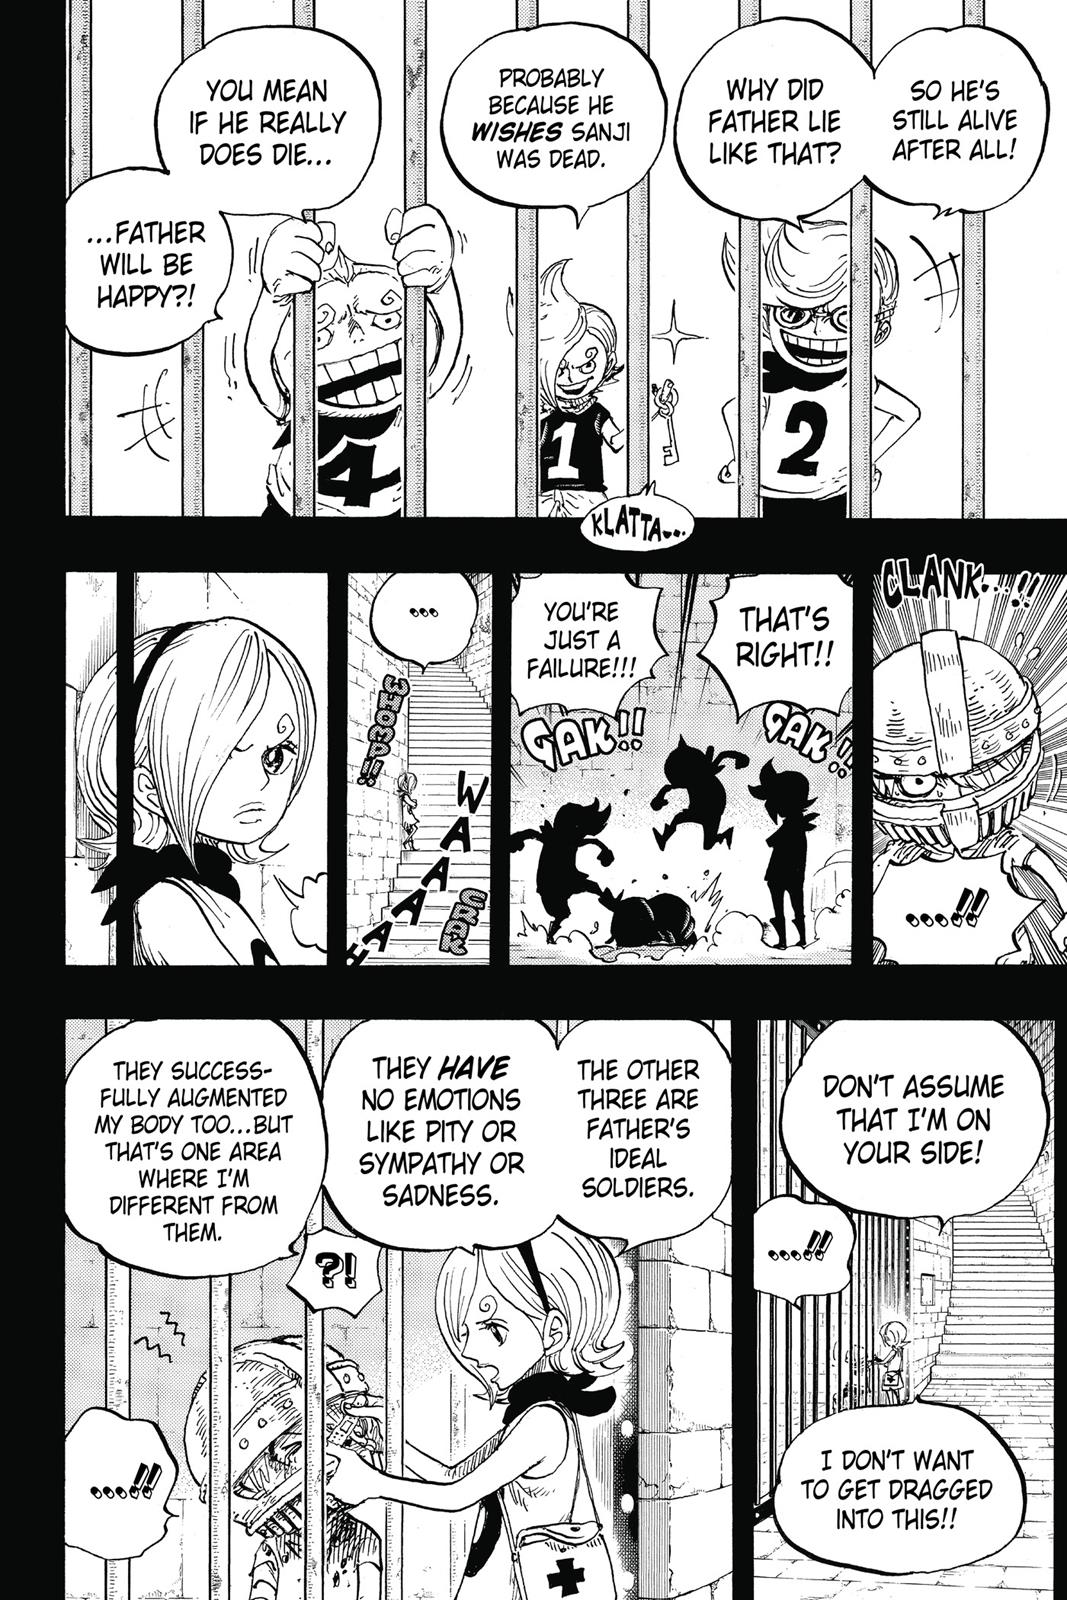 SO HE'S
STILL ALIVE
AFTER ALL!
WHY DID
FATHER LIE
LIKE THAT?
PROBABLY
BECAUSE HE
WISHES SANJI
WAS DEAD.
YOU MEAN
IF HE REALLY
DOES DIE...
...FATHER
WILL BE
HAPPY?!
4
1
2
KLATTA...
CLANK...!!
...!!
THAT'S
RIGHT!!
YOU'RE
JUST A
FAILURE!!!
GAK!!
GAK!!
...
WHOMP!!
WAAAAH
CRAK
DON'T ASSUME
THAT I'M ON
YOUR SIDE!
...!!
I DON'T WANT
TO GET DRAGGED
INTO THIS!!
THE OTHER
THREE ARE
FATHER'S
IDEAL
SOLDIERS.
THEY HAVE
NO EMOTIONS
LIKE PITY OR
SYMPATHY OR
SADNESS.
THEY SUCCESS-
FULLY AUGMENTED
MY BODY TOO...BUT
THAT'S ONE AREA
WHERE I'M
DIFFERENT FROM
THEM.
?!
...!!